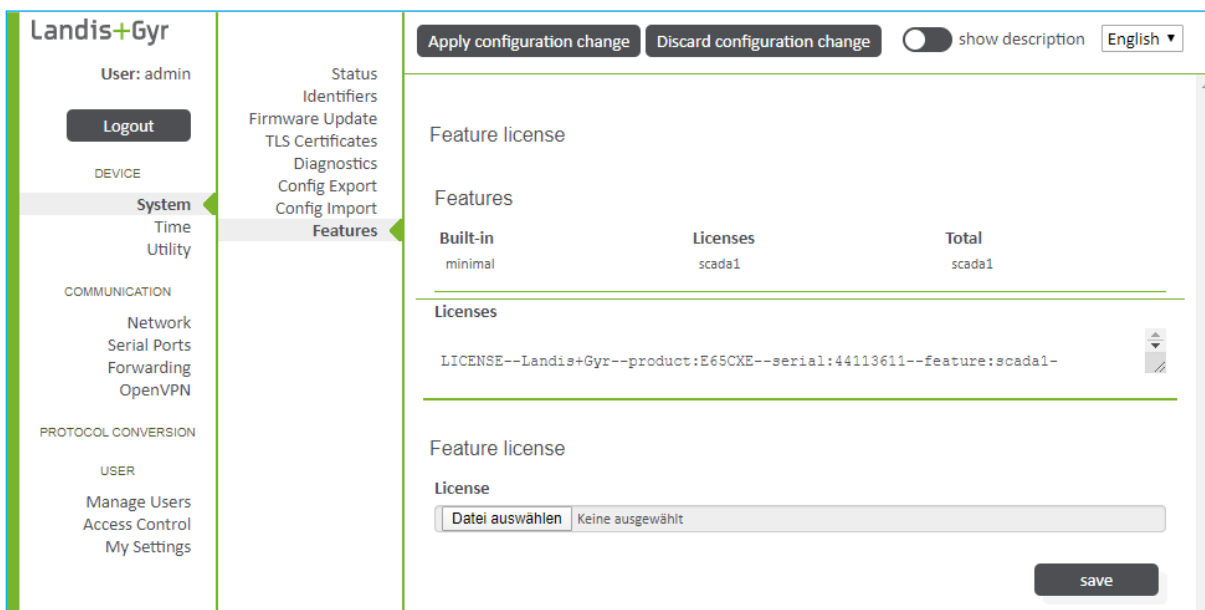 Landis+Gyr
User: admin
Logout
DEVICE
System
Time
Utility
COMMUNICATION
Network
Serial Ports
Forwarding
OpenVPN
PROTOCOL CONVERSION
USER
Manage Users
Access Control
My Settings
Status
Identifiers
Firmware Update
TLS Certificates
Diagnostics
Config Export
Config Import
Features
Apply configuration change Discard configuration change show description English
Feature license
Features
Built-in Licenses Total
minimal scada1 scada1
Licenses
LICENSE--Landis+Gyr--product:E65CXE--serial:44113611--feature:scada1-
Feature license
License
Datei auswählen Keine ausgewählt
save